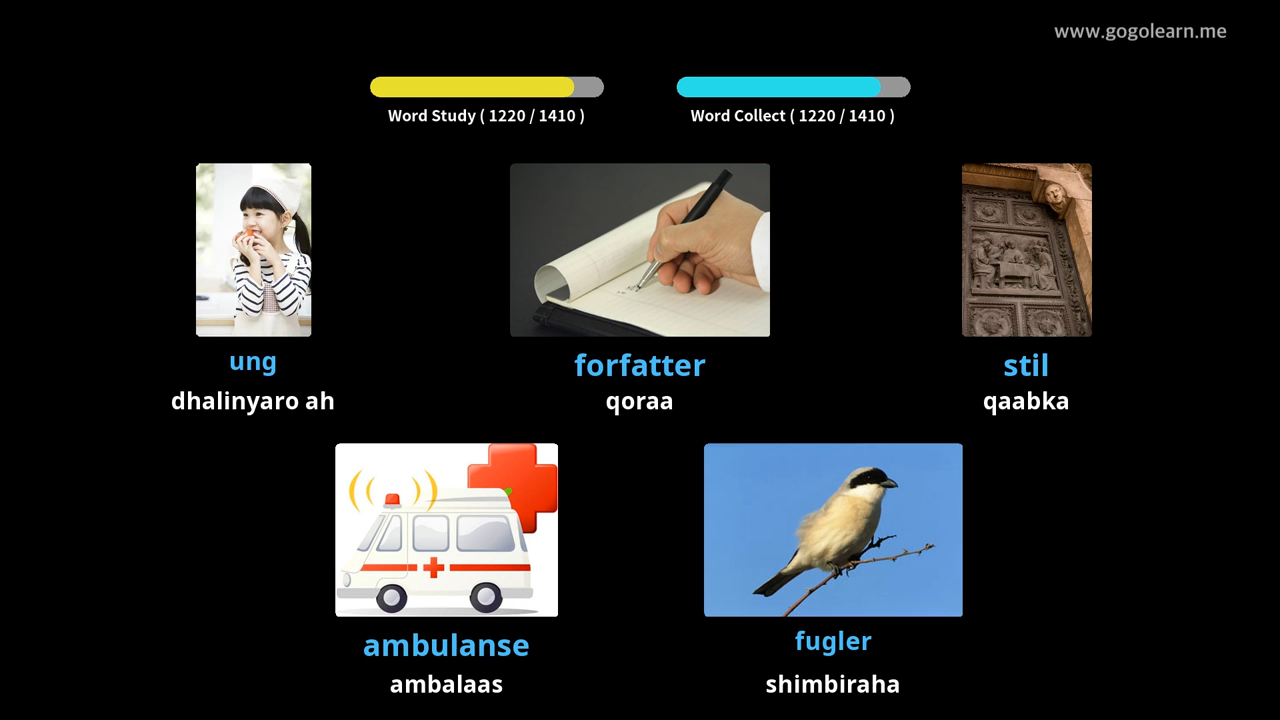 www.gogolearn.me
Word Study ( 1220 / 1410 )
Word Collect ( 1220 / 1410 )
ung
dhalinyaro ah
forfatter
qoraa
stil
qaabka
ambulanse
ambalaas
fugler
shimbiraha